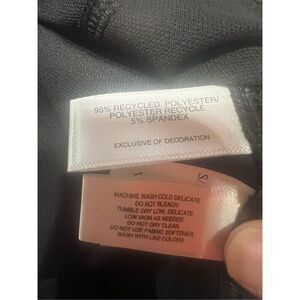 95% RECYCLED POLYESTER/
POLYESTER RECYCLE
5% SPANDEX
EXCLUSIVE OF DECORATION
MACHINE WASH COLD DELICATE
DO NOT BLEACH,
TUMBLE DRY LOW, DELICATE
LOW IRON AS NEEDED
DO NOT DRY CLEAN
DO NOT USE FABRIC SOFTENER
WASH WITH LIKE COLORS